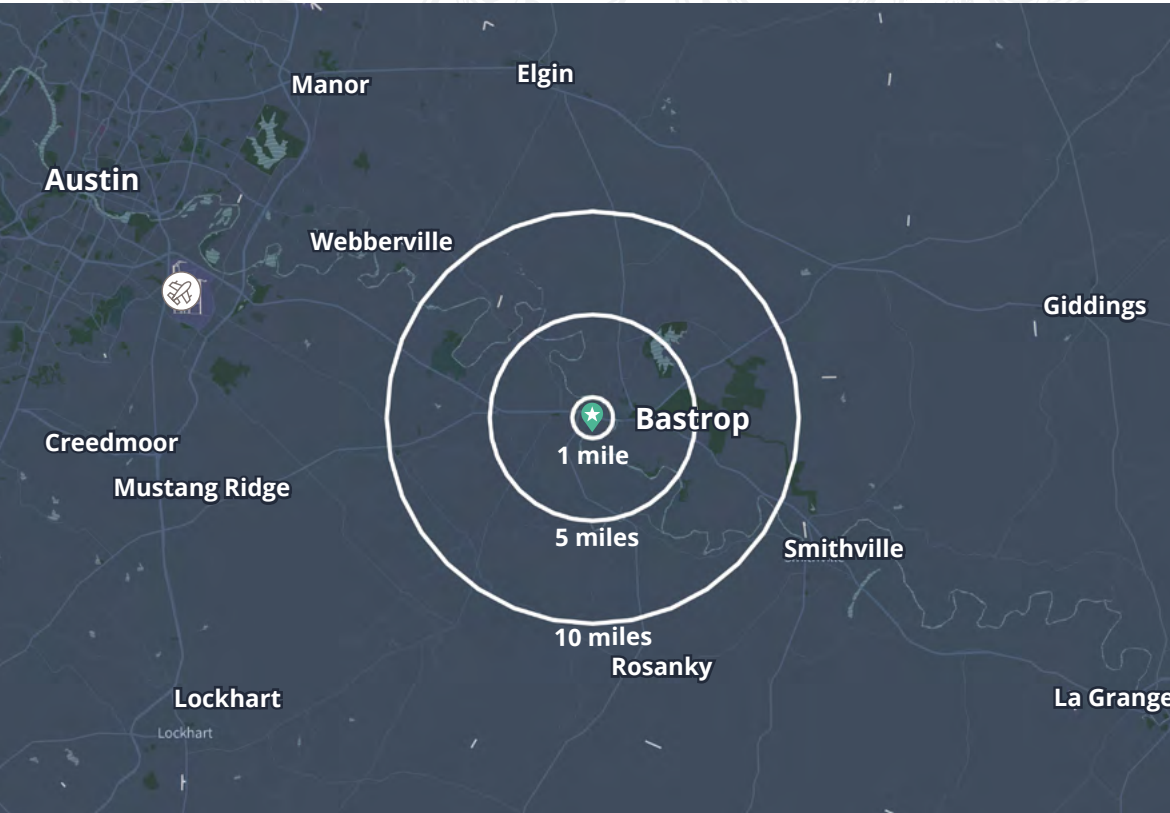 Elgin
Manor
Austin
Webberville
Giddings
Bastrop
Creedmoor
1 mile
Mustang Ridge
5 miles
Smithville
10 miles
Rosanky
Lockhart
La Grange
Lockhart